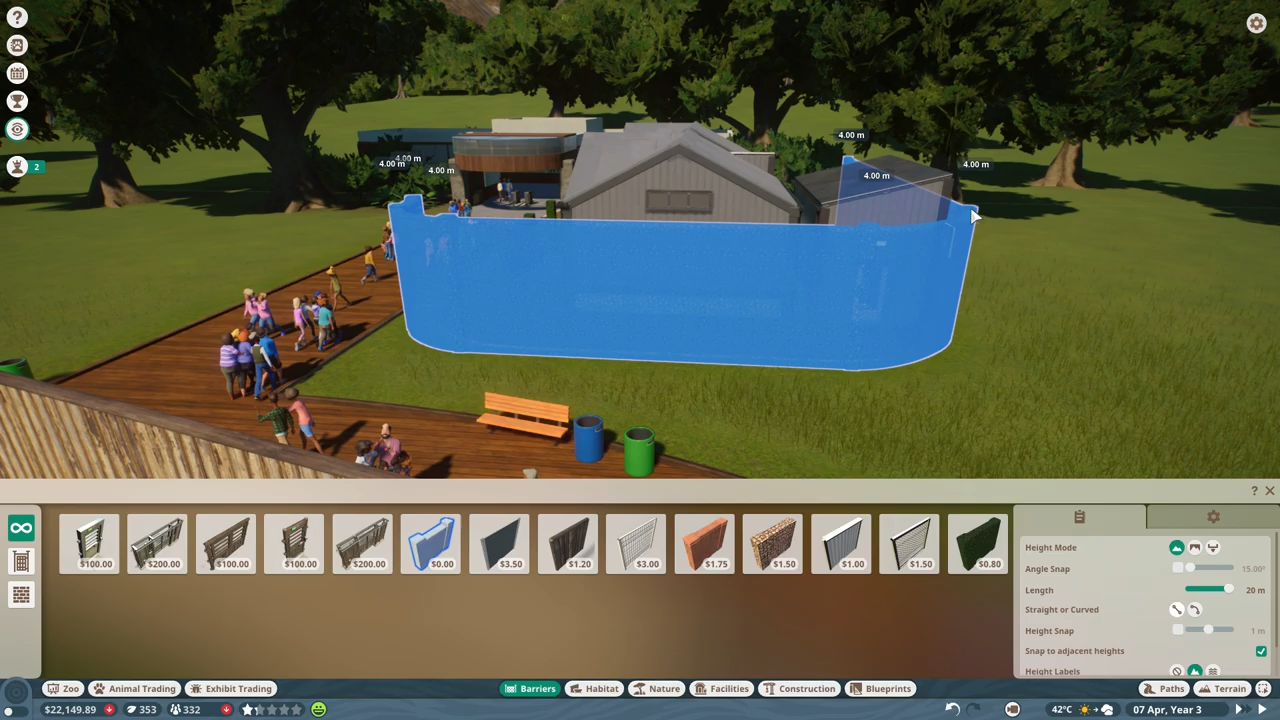 ?
2
4.00 m
4.00 m
4.00 m
4.00 m
4.00 m
4.00 m
?
$100.00
$200.00
$100.00
$100.00
$200.00
$0.00
$3.50
$1.20
$3.00
$1.75
$1.50
$1.00
$1.50
$0.80
Height Mode
Angle Snap 15.00°
Length 20 m
Straight or Curved
Height Snap 1 m
Snap to adjacent heights
Height Labels
Zoo Animal Trading Exhibit Trading Barriers Habitat Nature Facilities Construction Blueprints Paths Terrain
$22,149.89 353 332 42°C 07 Apr, Year 3